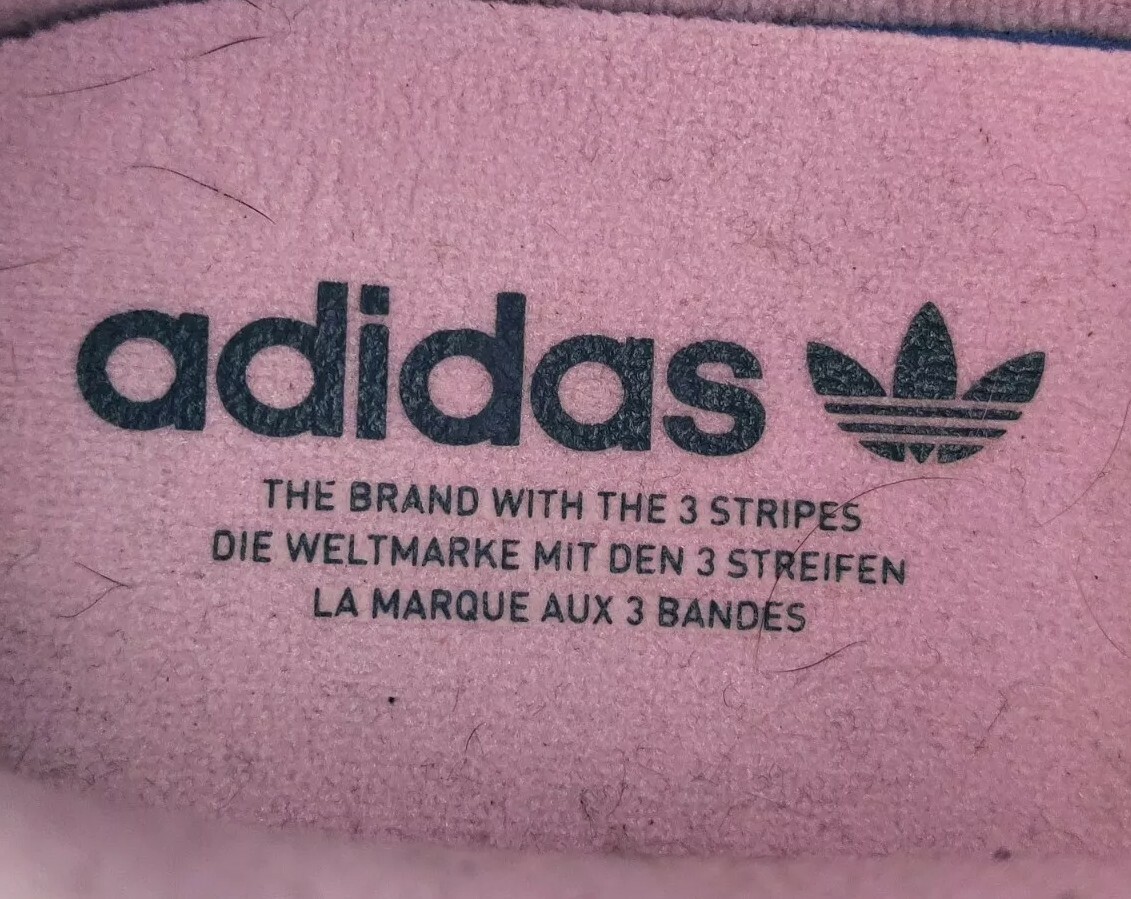 adidas
THE BRAND WITH THE 3 STRIPES
DIE WELTMARKE MIT DEN 3 STREIFEN
LA MARQUE AUX 3 BANDES